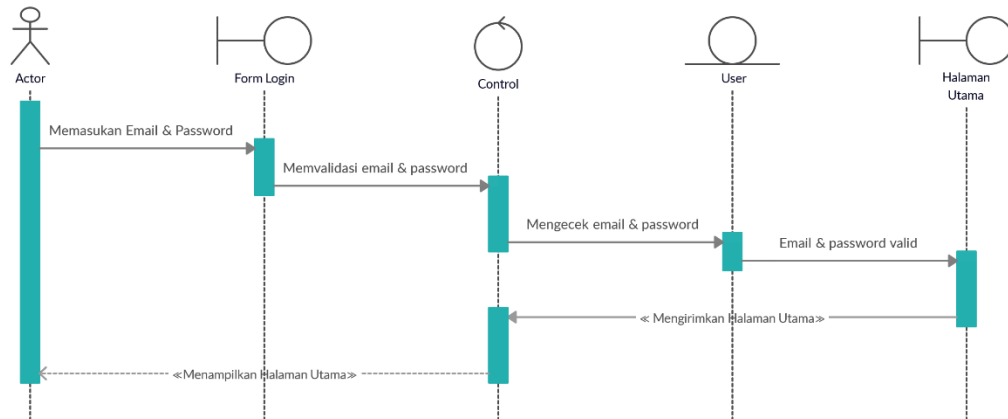 Actor
Form Login
Control
User
Halaman
Utama
Memasukan Email & Password
Memvalidasi email & password
Mengecek email & password
Email & password valid
≪ Mengirimkan Halaman Utama≫
≪Menampilkan Halaman Utama≫